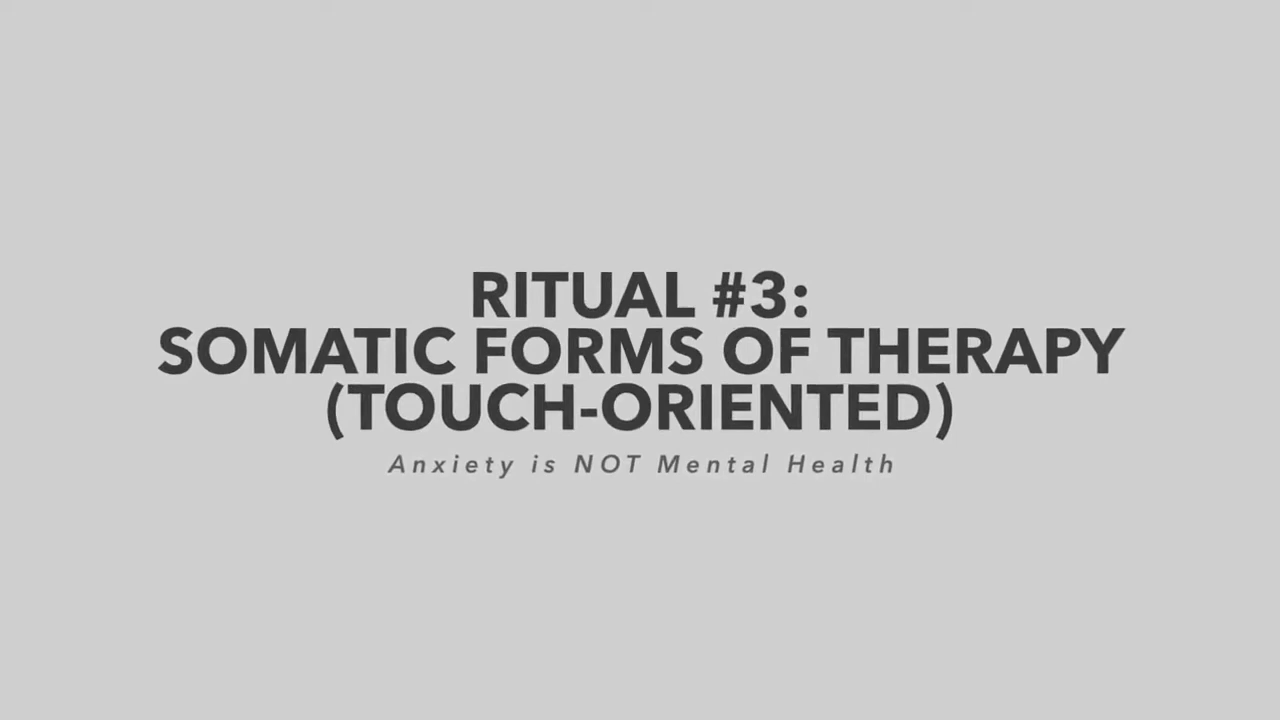 RITUAL #3:
SOMATIC FORMS OF THERAPY
(TOUCH-ORIENTED)
Anxiety is NOT Mental Health